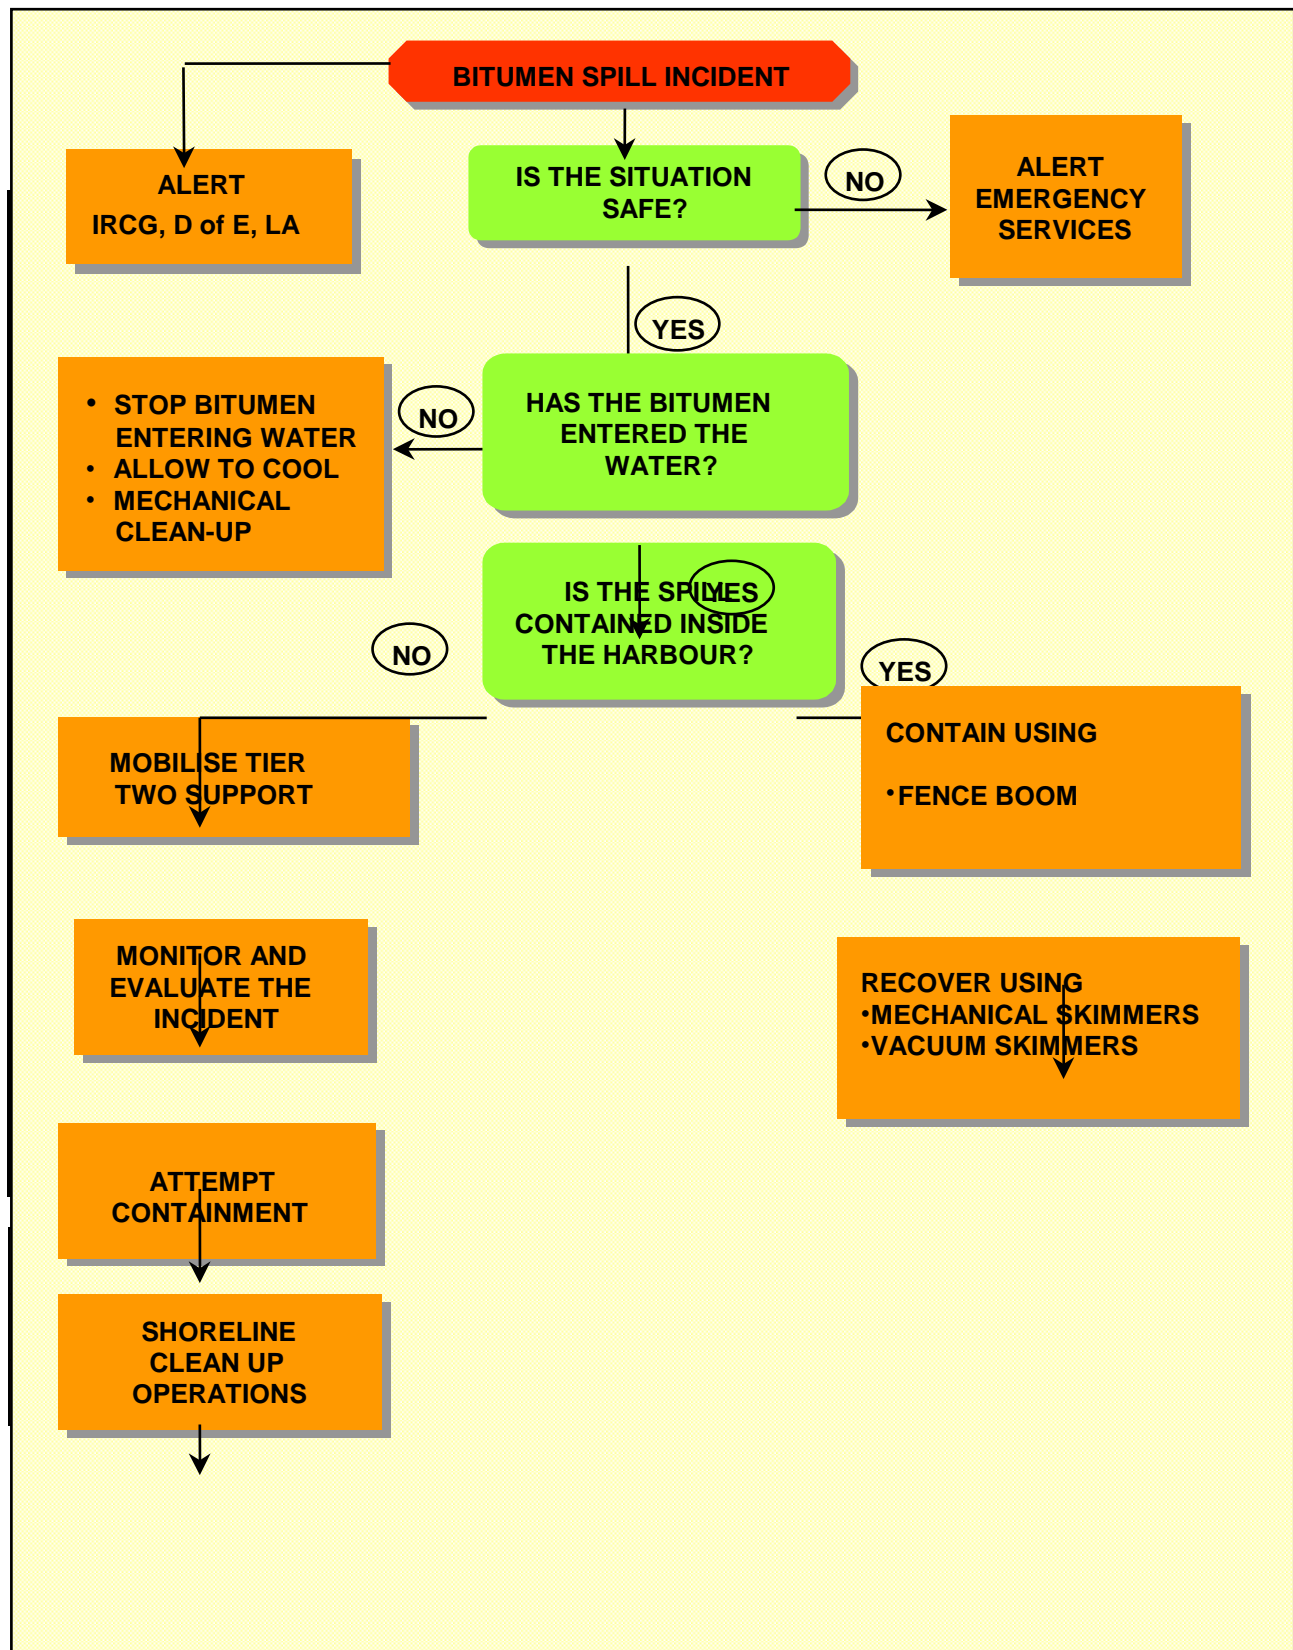 BITUMEN SPILL INCIDENT
ALERT
IRCG, D of E, LA
IS THE SITUATION
SAFE?
NO
ALERT
EMERGENCY
SERVICES
YES
• STOP BITUMEN
ENTERING WATER
• ALLOW TO COOL
• MECHANICAL
CLEAN-UP
NO
HAS THE BITUMEN
ENTERED THE
WATER?
IS THE SPILL
CONTAINED INSIDE
THE HARBOUR?
YES
NO
YES
MOBILISE TIER
TWO SUPPORT
CONTAIN USING
•FENCE BOOM
MONITOR AND
EVALUATE THE
INCIDENT
RECOVER USING
•MECHANICAL SKIMMERS
•VACUUM SKIMMERS
ATTEMPT
CONTAINMENT
SHORELINE
CLEAN UP
OPERATIONS